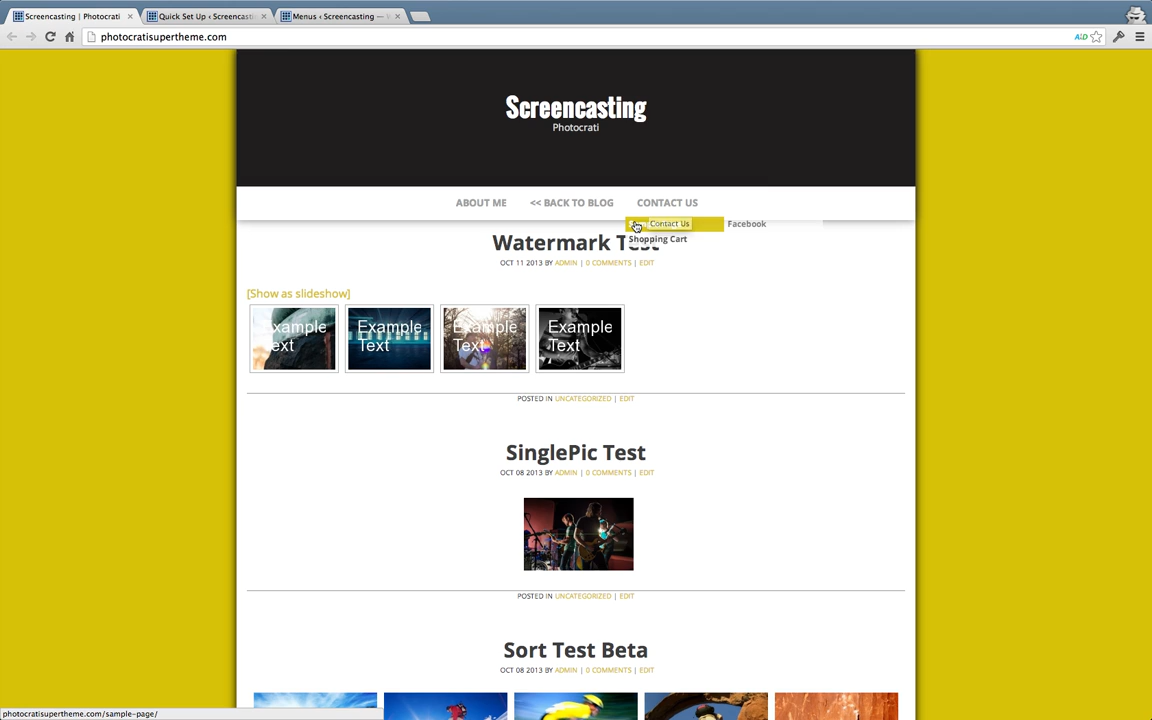 Screencasting | Photocrati
Quick Set Up ‹ Screencast
Menus ‹ Screencasting —
photocratisupertheme.com
Screencasting
Photocrati
ABOUT ME
<< BACK TO BLOG
CONTACT US
Contact Us
Facebook
Shopping Cart
Watermark Test
OCT 11 2013 BY ADMIN | 0 COMMENTS | EDIT
[Show as slideshow]
Example
Text
Example
Text
Example
Text
Example
Text
POSTED IN UNCATEGORIZED | EDIT
SinglePic Test
OCT 08 2013 BY ADMIN | 0 COMMENTS | EDIT
POSTED IN UNCATEGORIZED | EDIT
Sort Test Beta
OCT 08 2013 BY ADMIN | 0 COMMENTS | EDIT
photocratisupertheme.com/sample-page/